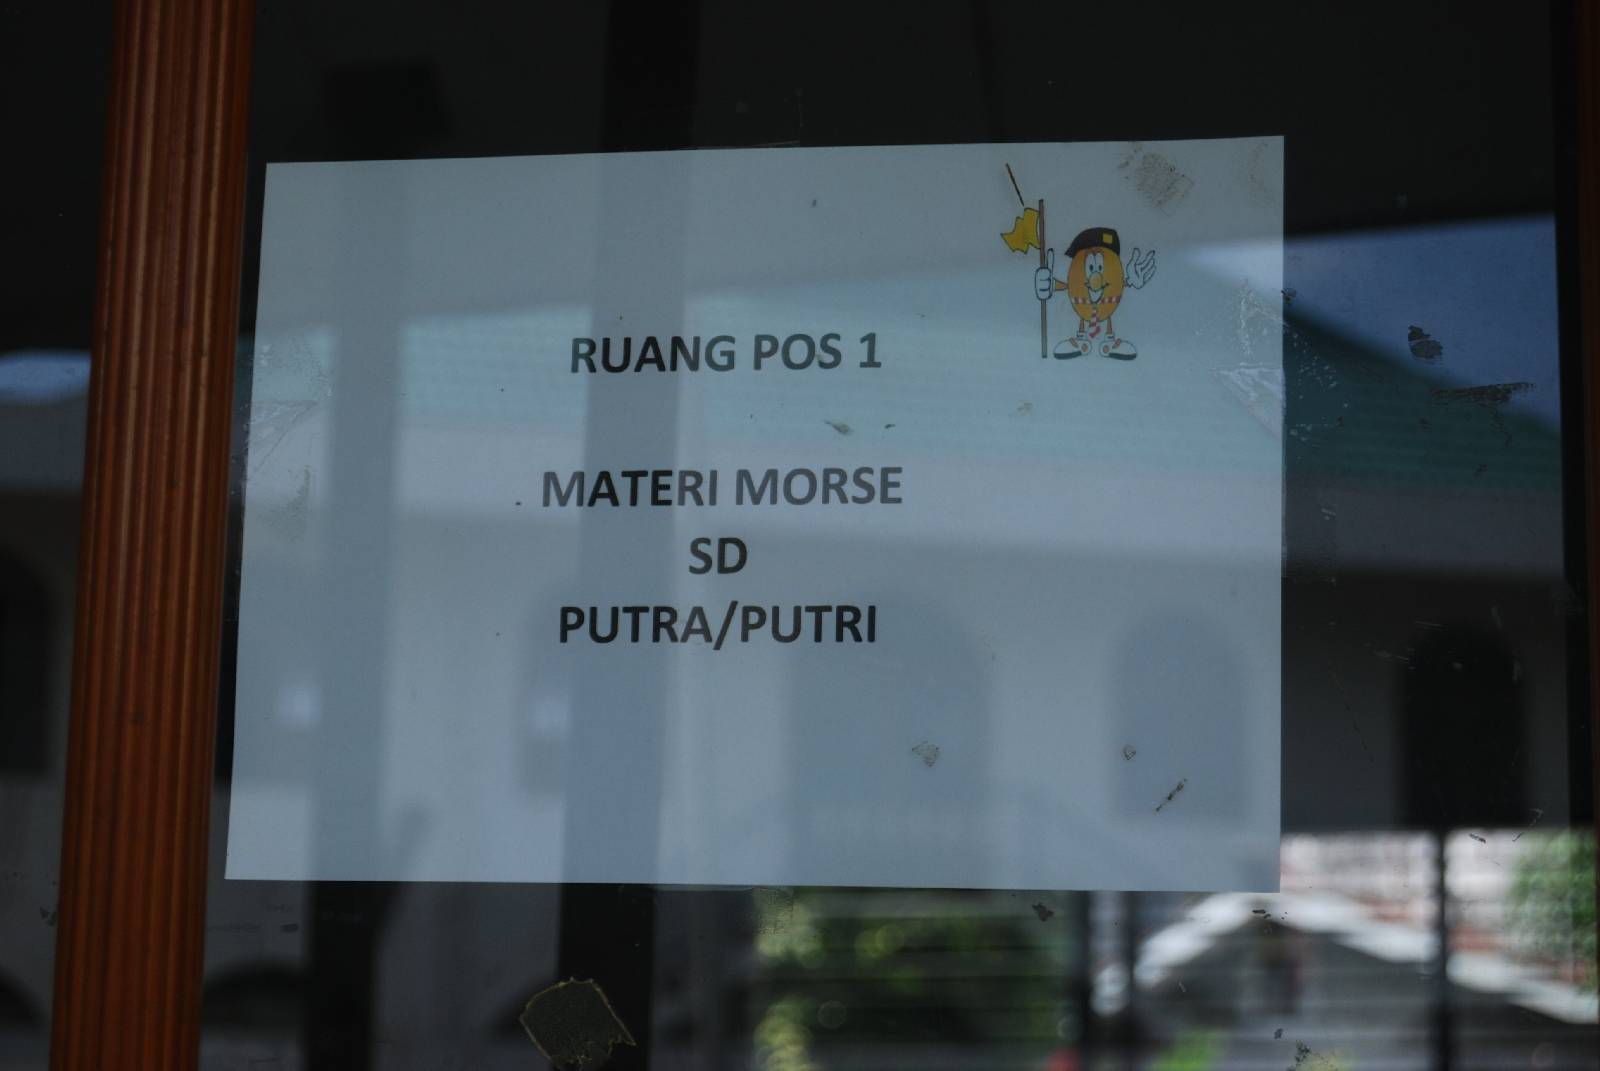 RUANG POS 1
MATERI MORSE
SD
PUTRA/PUTRI